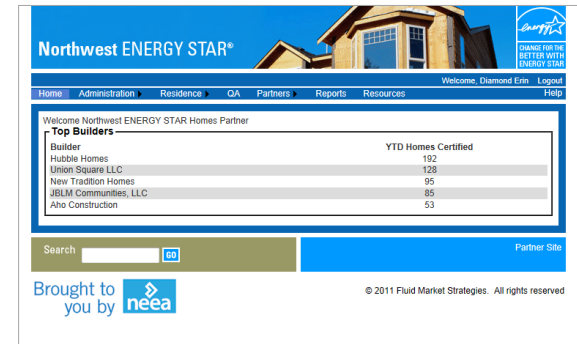 Northwest ENERGY STAR®
energy
CHANGE FOR THE
BETTER WITH
ENERGY STAR
Welcome, Diamond Erin Logout
Home Administration Residence QA Partners Reports Resources Help
Welcome Northwest ENERGY STAR Homes Partner
Top Builders
Builder YTD Homes Certified
Hubble Homes 192
Union Square LLC 128
New Tradition Homes 95
JBLM Communities, LLC 85
Aho Construction 53
Search GO Partner Site
Brought to
you by neea
© 2011 Fluid Market Strategies. All rights reserved